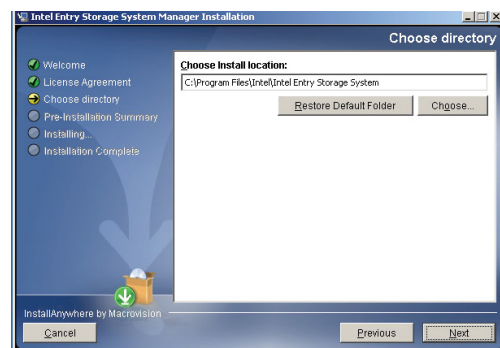 Intel Entry Storage System Manager Installation
Choose directory
Welcome
License Agreement
Choose directory
Pre-Installation Summary
Installing...
Installation Complete
Choose Install location:
C:\Program Files\Intel\Intel Entry Storage System
Restore Default Folder
Choose...
InstallAnywhere by Macrovision
Cancel
Previous
Next